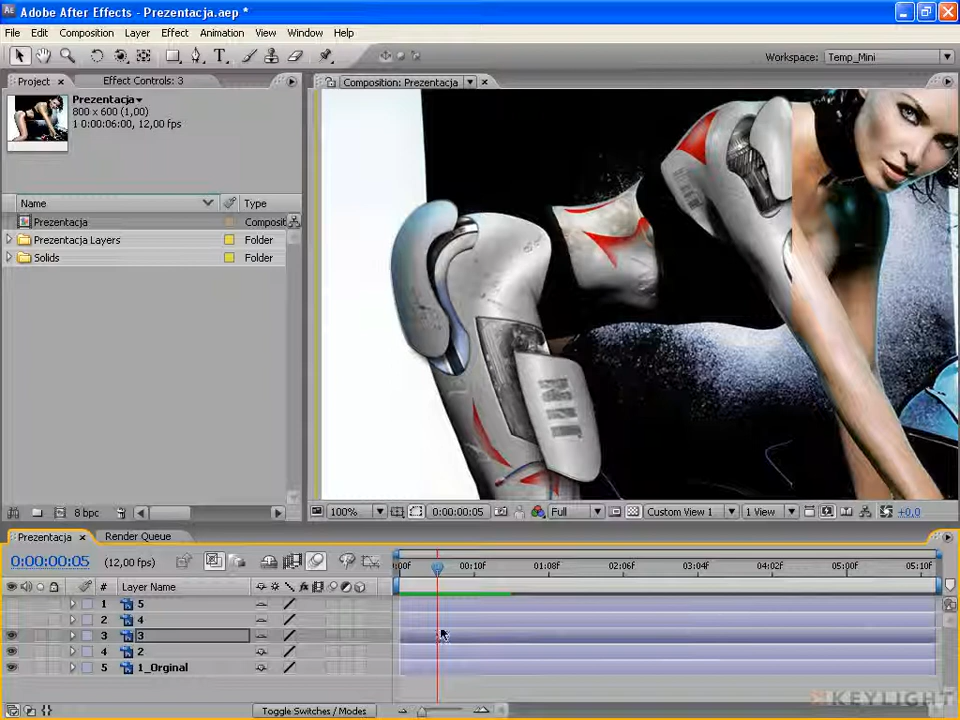 Adobe After Effects - Prezentacja.aep *
File Edit Composition Layer Effect Animation View Window Help
Workspace: Temp_Mini
Project Effect Controls: 3
Composition: Prezentacja
Prezentacja
800 x 600 (1,00)
1 0:00:06:00, 12,00 fps
Name Type
Prezentacja Composit
Prezentacja Layers Folder
Solids Folder
8 bpc
100% 0:00:00:05 Full Custom View 1 1 View +0,0
Prezentacja Render Queue
0:00:00:05 (12,00 fps)
:00f 00:10f 01:08f 02:06f 03:04f 04:02f 05:00f 05:10f
# Layer Name
1 5
2 4
3 3
4 2
5 1_Orginal
Toggle Switches / Modes
KEYLIGHT